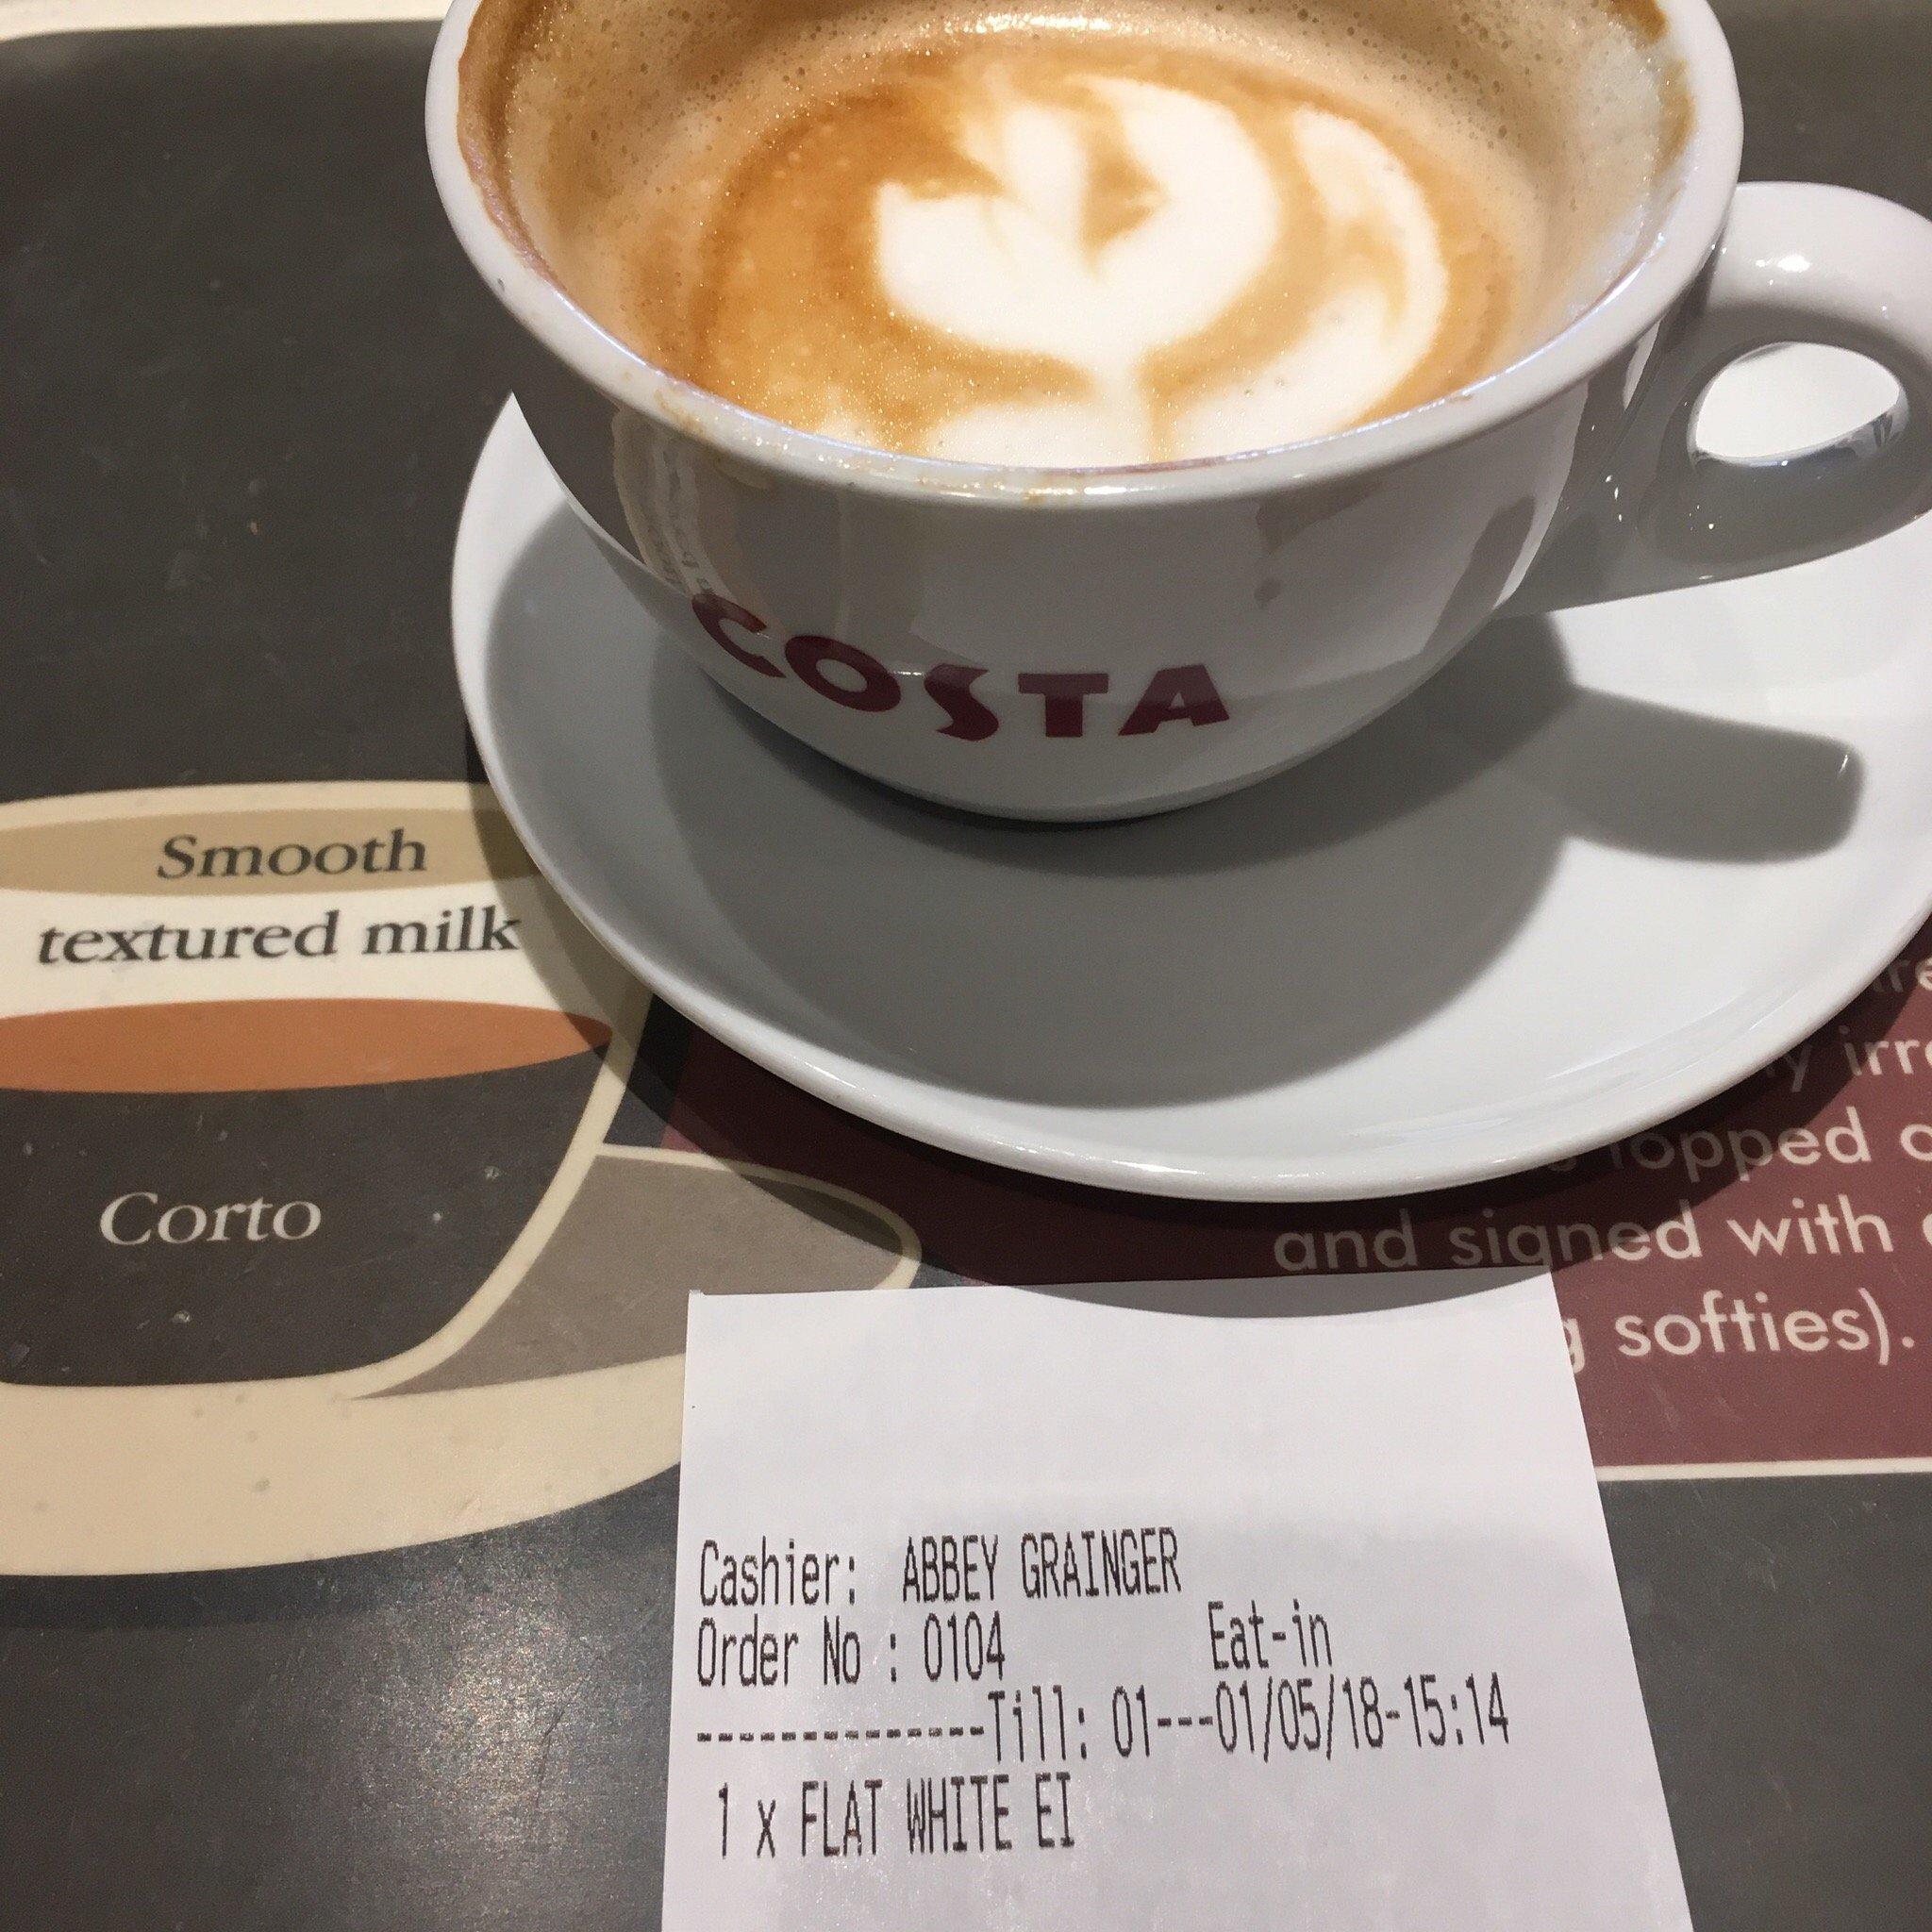 COSTA
Smooth
textured milk
Corto
opped
and signed with
softies).
Cashier: ABBEY GRAINGER
Order No : 0104 Eat-in
--------------Till: 01---01/05/18-15:14
1 x FLAT WHITE EI